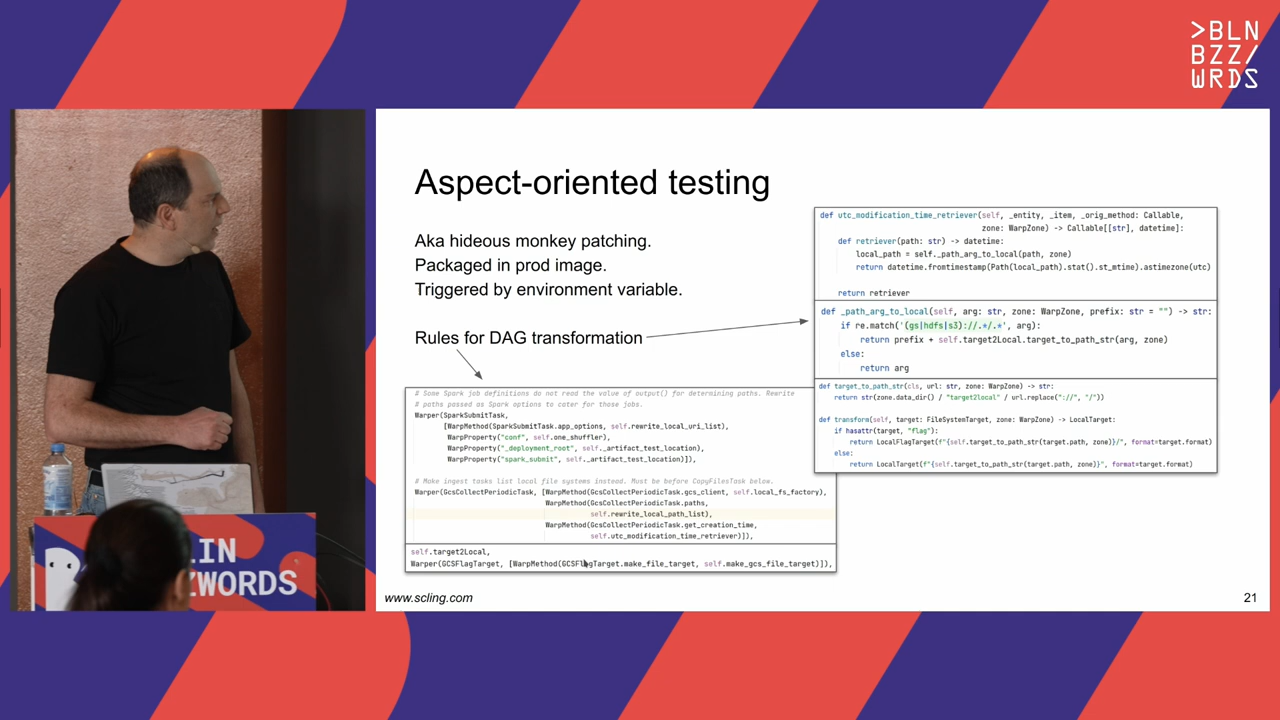 >BLN
BZZ/
WRDS
Aspect-oriented testing
Aka hideous monkey patching.
Packaged in prod image.
Triggered by environment variable.
Rules for DAG transformation
# Some Spark job definitions do not read the value of output() for determining paths. Rewrite
# paths passed as Spark options to cater for those jobs.
Warper(SparkSubmitTask,
[WarpMethod(SparkSubmitTask.app_options, self.rewrite_local_uri_list),
WarpProperty("conf", self.one_shuffler),
WarpProperty("_deployment_root", self._artifact_test_location),
WarpProperty("spark_submit", self._artifact_test_location)]),
# Make ingest tasks list local file systems instead. Must be before CopyFilesTask below.
Warper(GcsCollectPeriodicTask, [WarpMethod(GcsCollectPeriodicTask.gcs_client, self.local_fs_factory),
WarpMethod(GcsCollectPeriodicTask.paths,
self.rewrite_local_path_list),
WarpMethod(GcsCollectPeriodicTask.get_creation_time,
self.utc_modification_time_retriever)]),
self.target2Local,
Warper(GCSFlagTarget, [WarpMethod(GCSFlagTarget.make_file_target, self.make_gcs_file_target)]),
def utc_modification_time_retriever(self, _entity, _item, _orig_method: Callable,
zone: WarpZone) -> Callable[[str], datetime]:
def retriever(path: str) -> datetime:
local_path = self._path_arg_to_local(path, zone)
return datetime.fromtimestamp(Path(local_path).stat().st_mtime).astimezone(utc)
return retriever
def _path_arg_to_local(self, arg: str, zone: WarpZone, prefix: str = "") -> str:
if re.match('(gs|hdfs|s3)://.*/.*', arg):
return prefix + self.target2Local.target_to_path_str(arg, zone)
else:
return arg
def target_to_path_str(cls, url: str, zone: WarpZone) -> str:
return str(zone.data_dir() / "target2local" / url.replace("://", "/"))
def transform(self, target: FileSystemTarget, zone: WarpZone) -> LocalTarget:
if hasattr(target, "flag"):
return LocalFlagTarget(f"{self.target_to_path_str(target.path, zone)}/", format=target.format)
else:
return LocalTarget(f"{self.target_to_path_str(target.path, zone)}", format=target.format)
www.scling.com
21
LIN
ZZWORDS